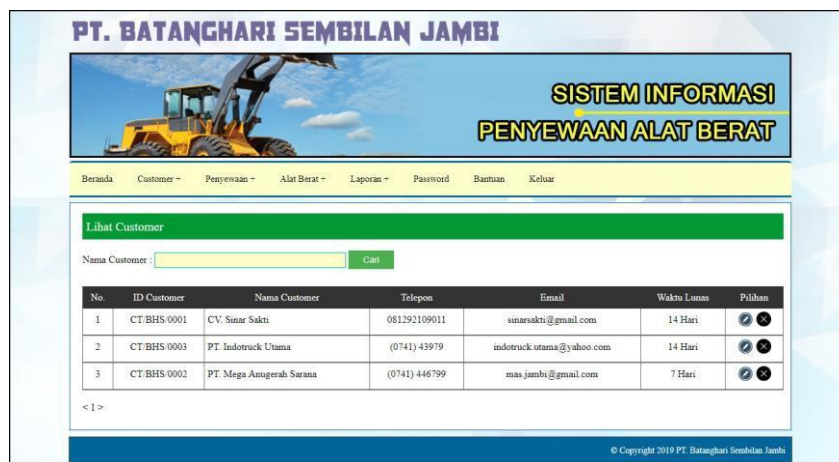 PT. BATANGHARI SEMBILAN JAMBI
SISTEM INFORMASI
PENYEWAAN ALAT BERAT
Beranda Customer + Penyewaan + Alat Berat + Laporan + Password Bantuan Keluar
Lihat Customer
Nama Customer : Cari
No. ID Customer Nama Customer Telepon Email Waktu Lunas Pilihan
1 CT/BHS/0001 CV. Sinar Sakti 081292109011 sinarsakti@gmail.com 14 Hari
2 CT/BHS/0003 PT. Indotruck Utama (0741) 43979 indotruck.utama@yahoo.com 14 Hari
3 CT/BHS/0002 PT. Mega Anugerah Sarana (0741) 446799 mas.jambi@gmail.com 7 Hari
< 1 >
© Copyright 2019 PT. Batanghari Sembilan Jambi